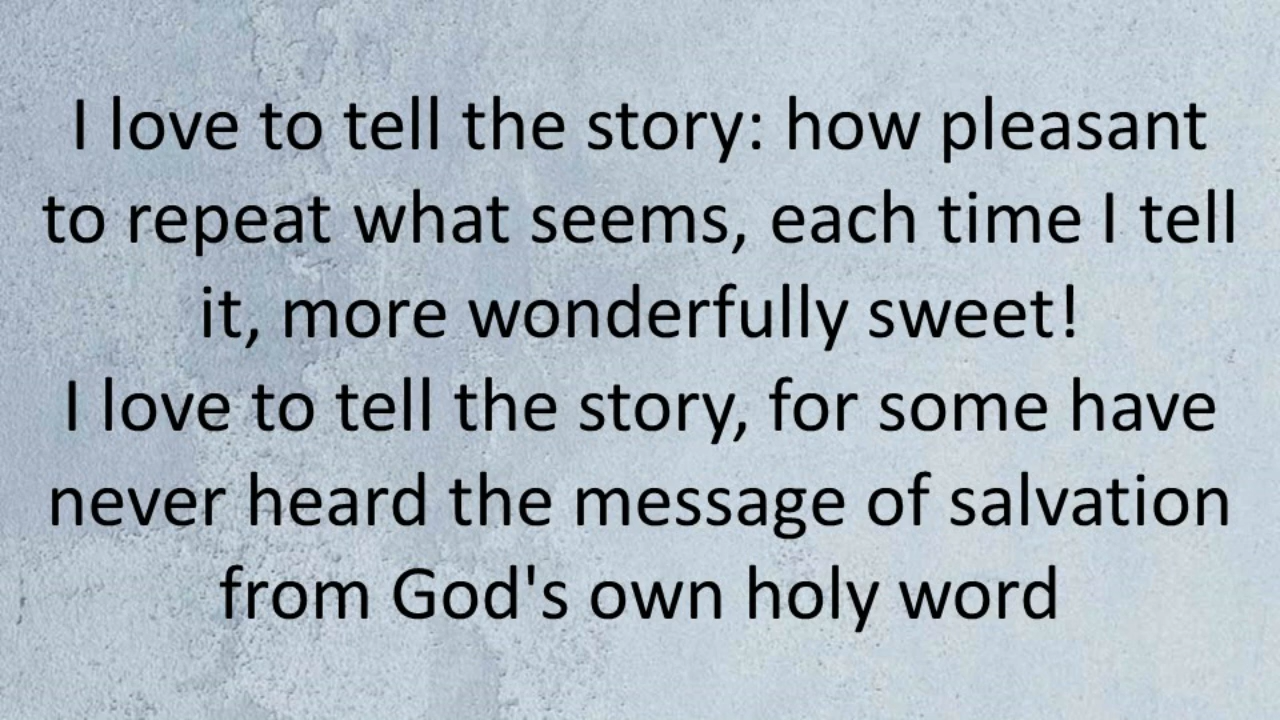 I love to tell the story: how pleasant
to repeat what seems, each time I tell
it, more wonderfully sweet!
I love to tell the story, for some have
never heard the message of salvation
from God's own holy word